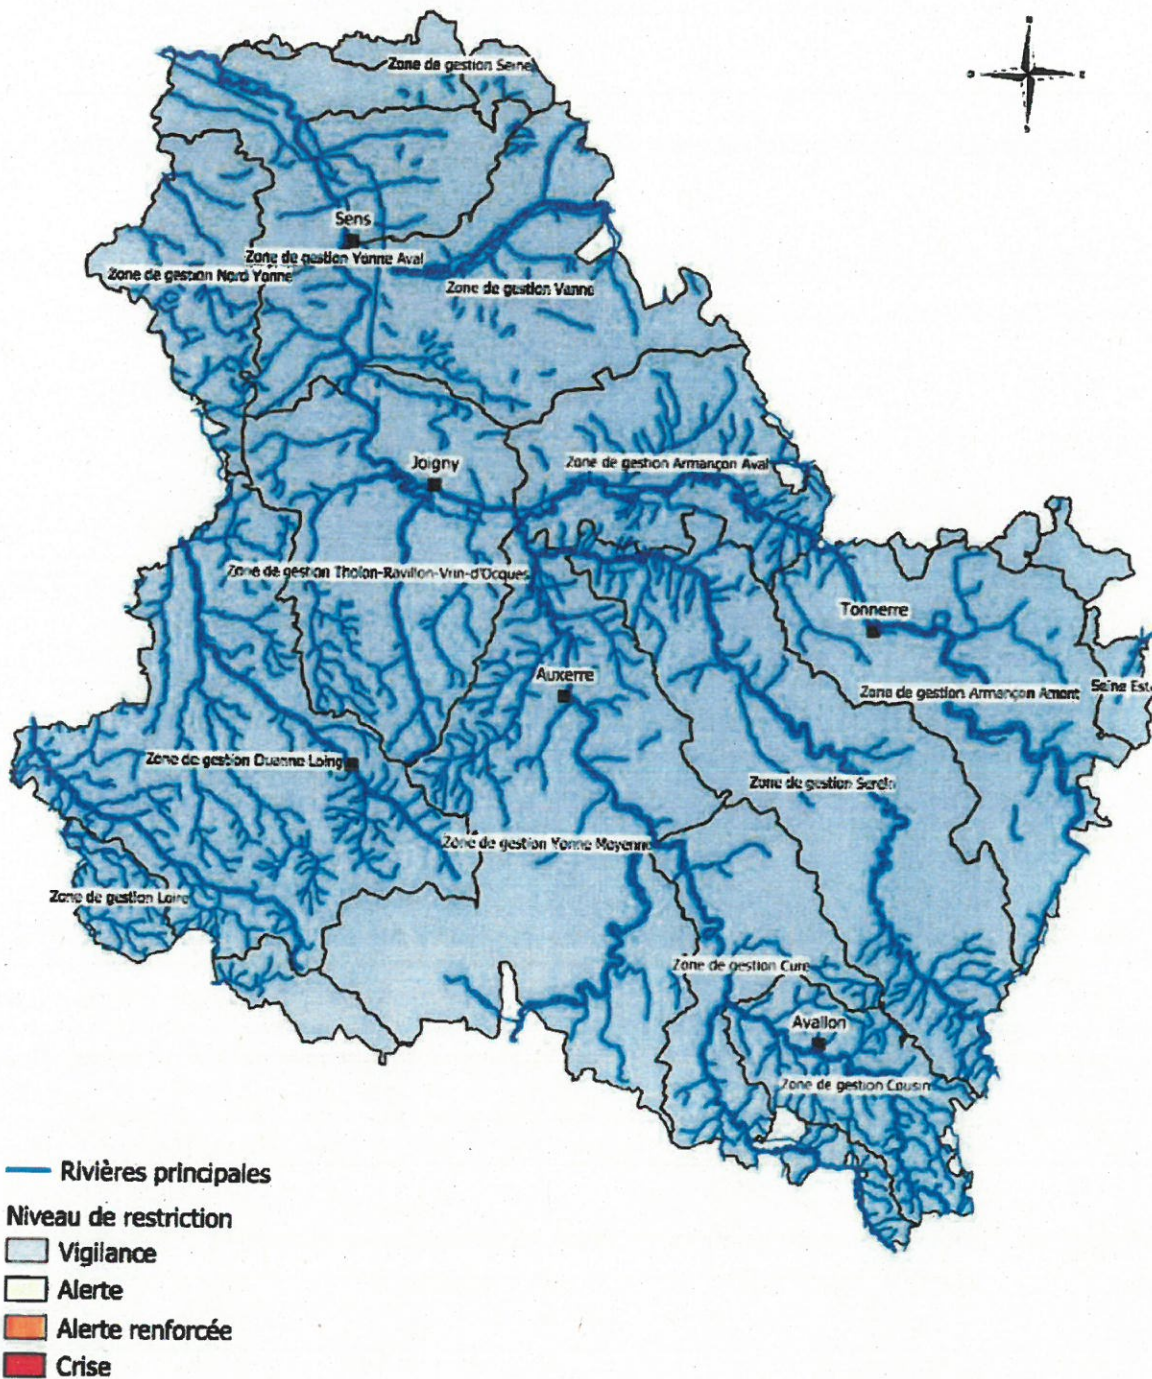 N
O E
S
Zone de gestion Seine
Sens
Zone de gestion Yonne Aval
Zone de gestion Nord Yonne
Zone de gestion Vanne
Joigny
Zone de gestion Armançon Aval
Zone de gestion Tholon-Ravillon-Vrin-d'Ocques
Tonnerre
Auxerre
Zone de gestion Armançon Amont
Seine Est
Zone de gestion Ouanne Loing
Zone de gestion Serein
Zone de gestion Yonne Moyenne
Zone de gestion Loire
Zone de gestion Cure
Avallon
Zone de gestion Cousin
Rivières principales
Niveau de restriction
Vigilance
Alerte
Alerte renforcée
Crise